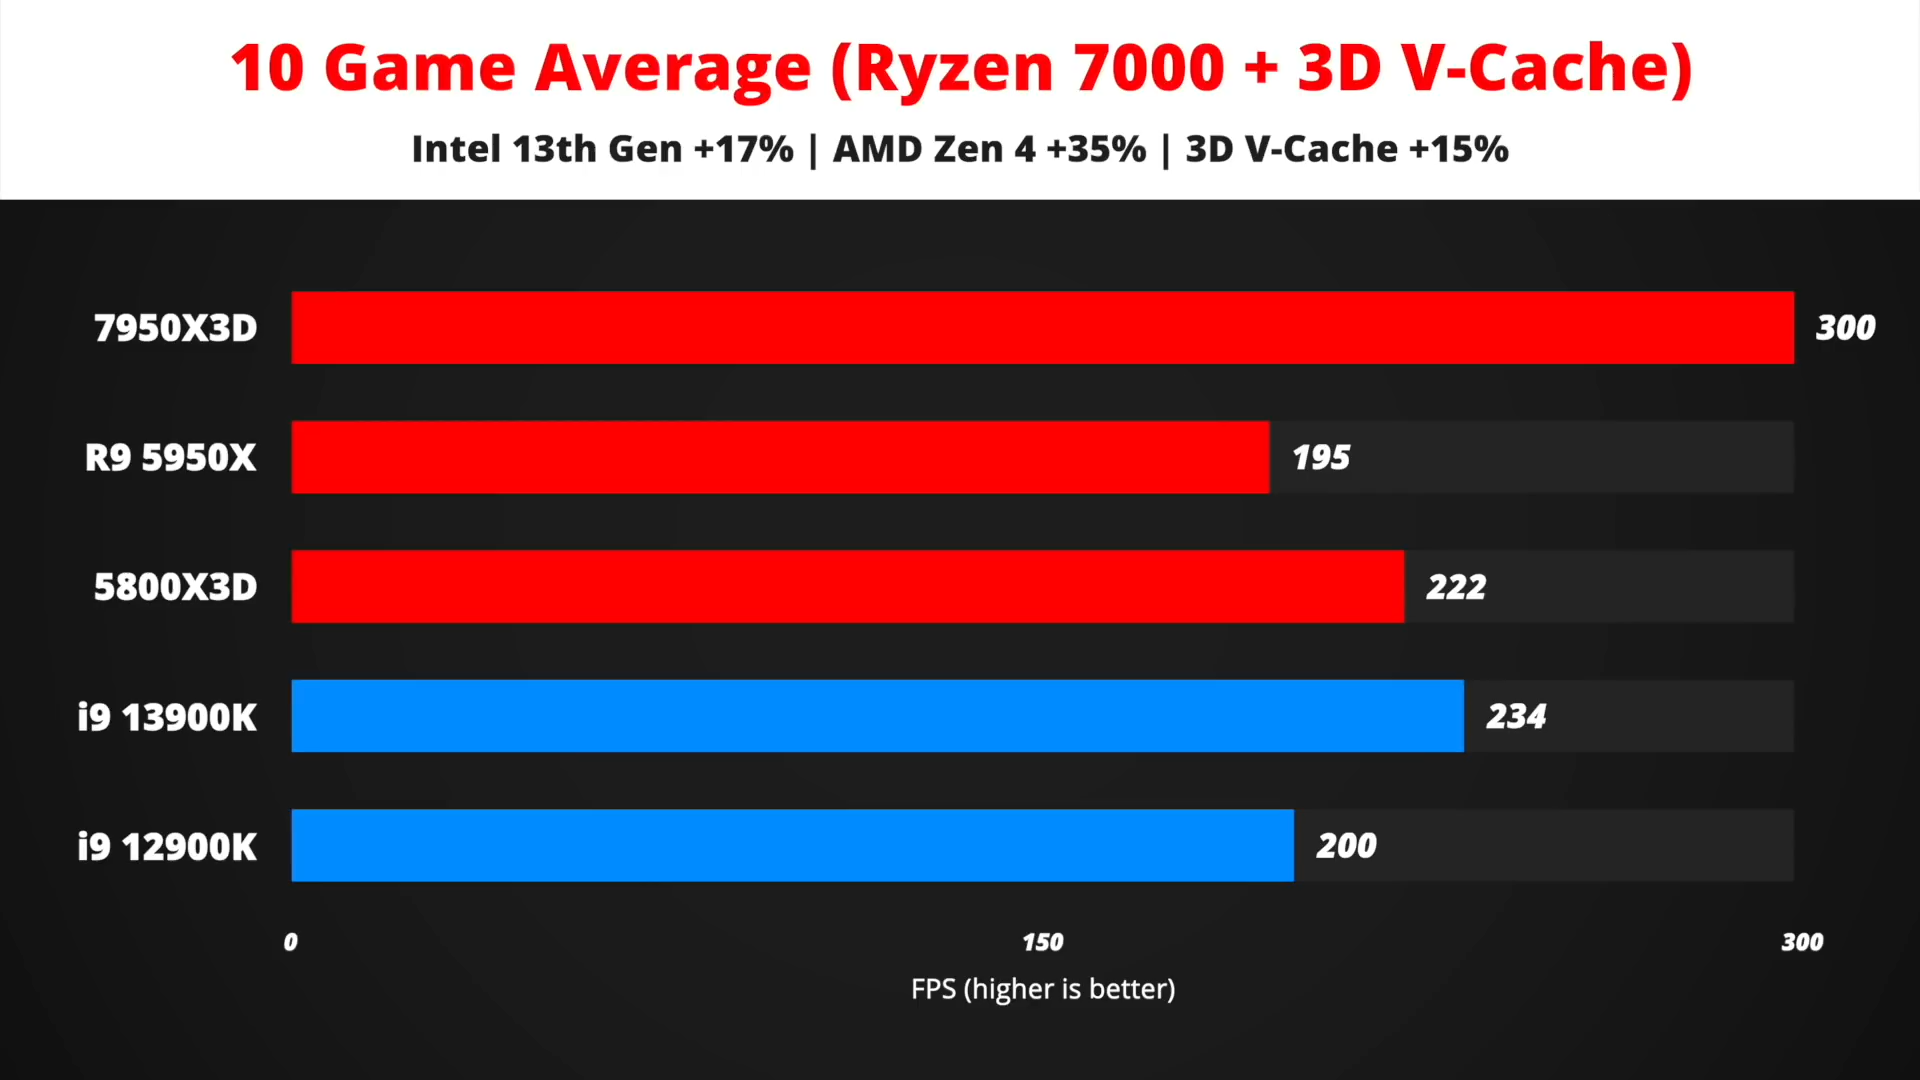 10 Game Average (Ryzen 7000 + 3D V-Cache)
Intel 13th Gen +17% | AMD Zen 4 +35% | 3D V-Cache +15%
7950X3D 300
R9 5950X 195
5800X3D 222
i9 13900K 234
i9 12900K 200
0 150 300
FPS (higher is better)